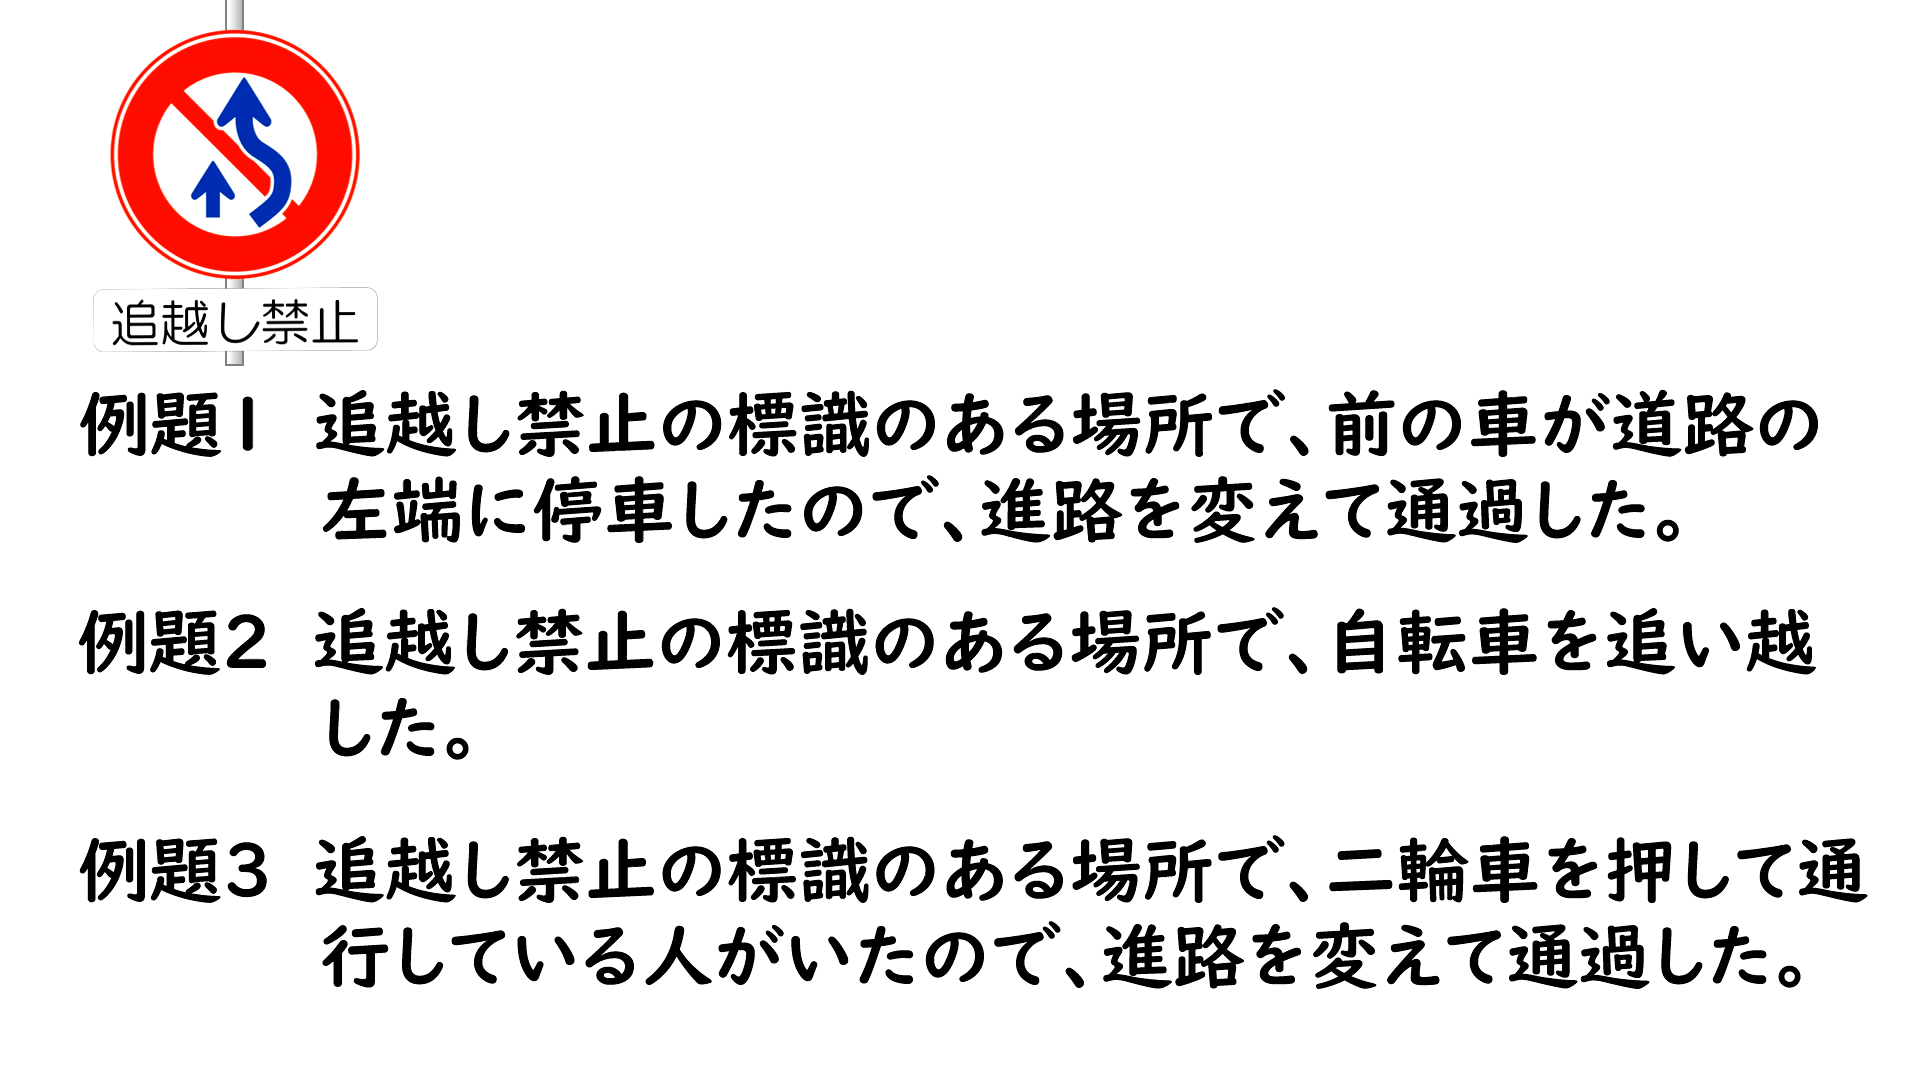 追越し禁止
例題1 追越し禁止の標識のある場所で、前の車が道路の
左端に停車したので、進路を変えて通過した。
例題2 追越し禁止の標識のある場所で、自転車を追い越
した。
例題3 追越し禁止の標識のある場所で、二輪車を押して通
行している人がいたので、進路を変えて通過した。